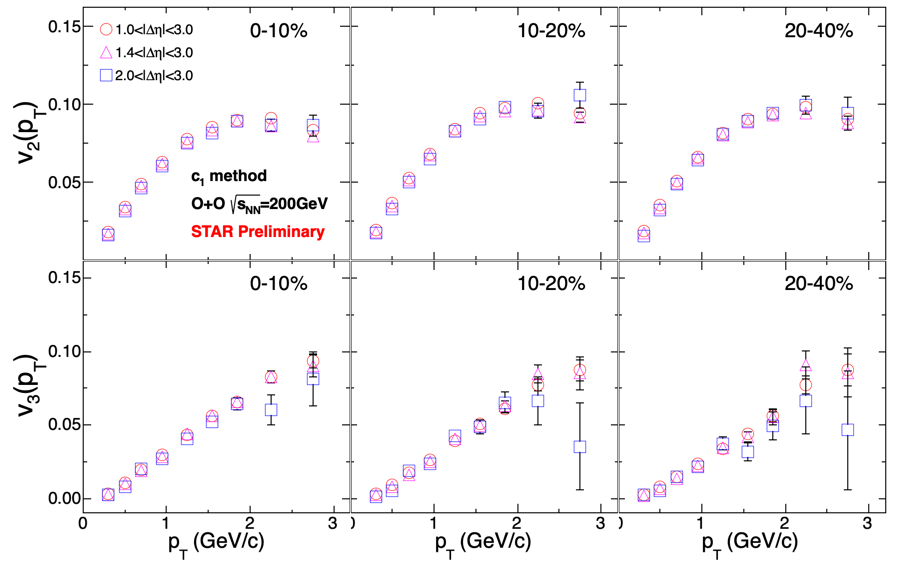 0.15
0.10
0.05
v2(pT)
1.0<|Δη|<3.0
1.4<|Δη|<3.0
2.0<|Δη|<3.0
0-10%
10-20%
20-40%
c1 method
O+O √sNN=200GeV
STAR Preliminary
0.15
0.10
0.05
0.00
v3(pT)
0-10%
10-20%
20-40%
0 1 2 3
1 2 3
1 2 3
pT (GeV/c)
pT (GeV/c)
pT (GeV/c)